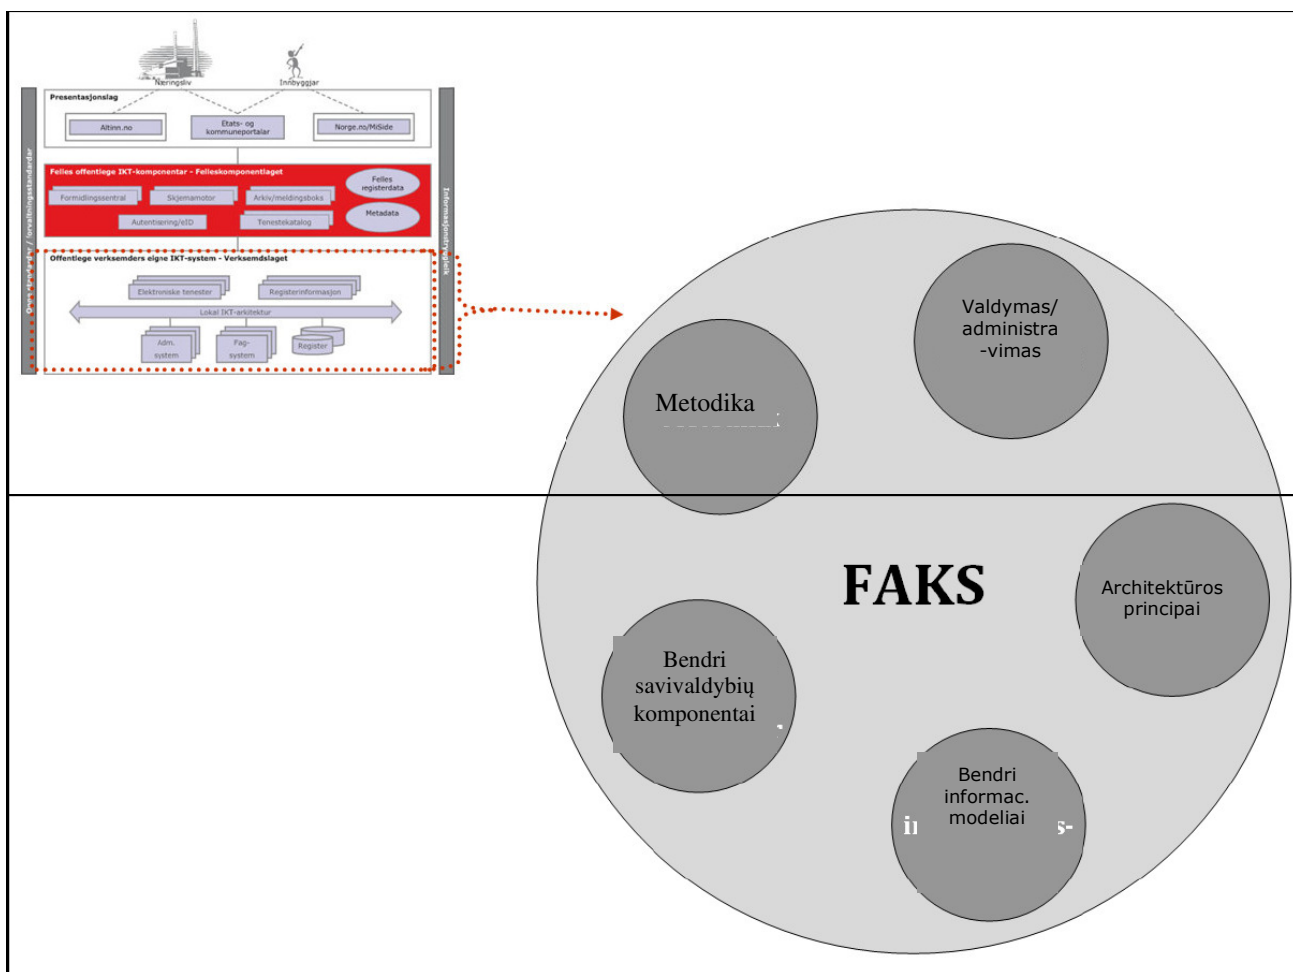 Næringsliv
Innbyggjar
Presentasjonslag
Altinn.no
Etats- og
kommuneportalar
Norge.no/MiSide
Felles offentlege IKT-komponentar - Felleskomponentlaget
Felles
registerdata
Formidlingssentral
Skjemamotor
Arkiv/meldingsboks
Metadata
Autentisering/eID
Tenestekatalog
Offentlege verksemders eigne IKT-system - Verksemdslaget
Elektroniske tenester
Registerinformasjon
Lokal IKT-arkitektur
Adm.
system
Fag-
system
Register
Informasjonstryggleik
Valdymas/
administra
-vimas
Metodika
FAKS
Architektūros
principai
Bendri
savivaldybių
komponentai
Bendri
informac.
modeliai
s-